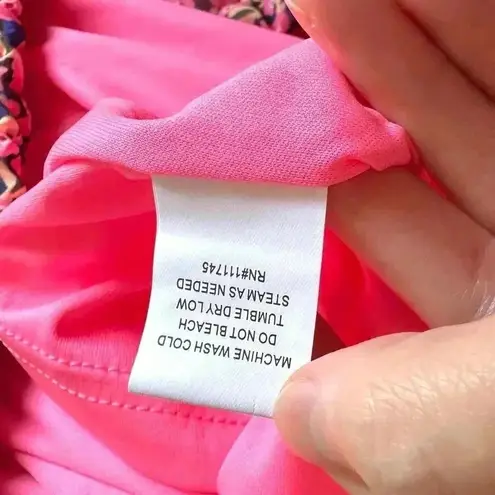 MACHINE WASH COLD
DO NOT BLEACH
TUMBLE DRY LOW
STEAM AS NEEDED
RN#111745